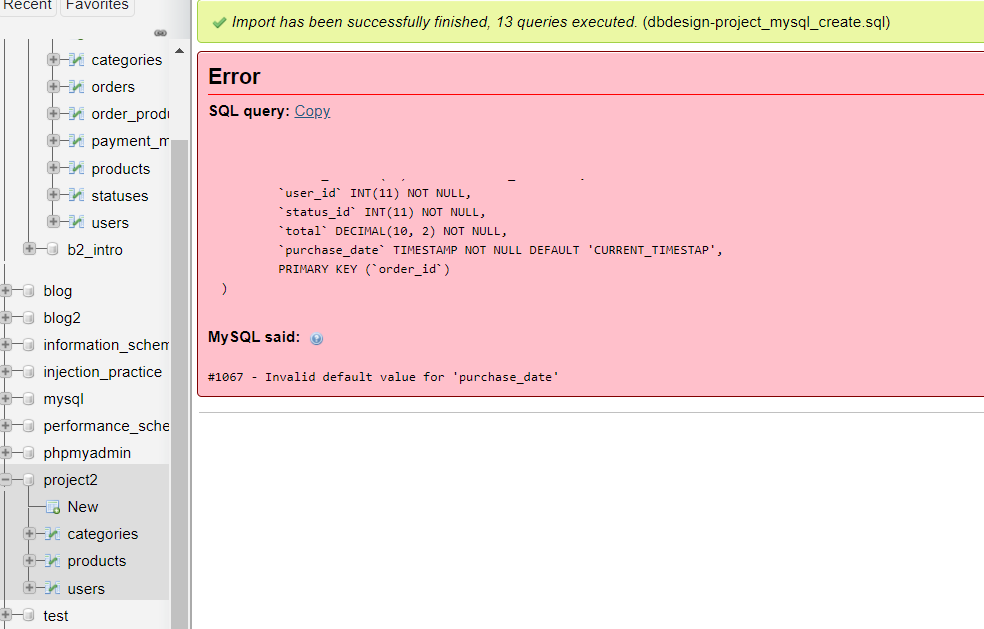 Recent
Favorites
categories
orders
order_produ
payment_m
products
statuses
users
b2_intro
blog
blog2
information_schem
injection_practice
mysql
performance_sche
phpmyadmin
project2
New
categories
products
users
test
Import has been successfully finished, 13 queries executed. (dbdesign-project_mysql_create.sql)
Error
SQL query: Copy
`user_id` INT(11) NOT NULL,
`status_id` INT(11) NOT NULL,
`total` DECIMAL(10, 2) NOT NULL,
`purchase_date` TIMESTAMP NOT NULL DEFAULT 'CURRENT_TIMESTAP',
PRIMARY KEY (`order_id`)
)
MySQL said:
#1067 - Invalid default value for 'purchase_date'